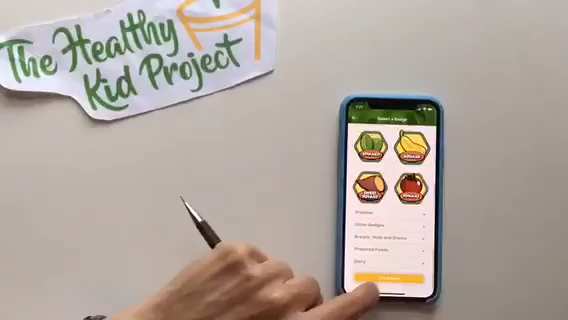 The Healthy
Kid Project
Select a Badge
SPINACH
SQUASH
SWEET
POTATO
TOMATO
Proteins
Other Badges
Breads, Nuts and Grains
Prepared Foods
Dairy